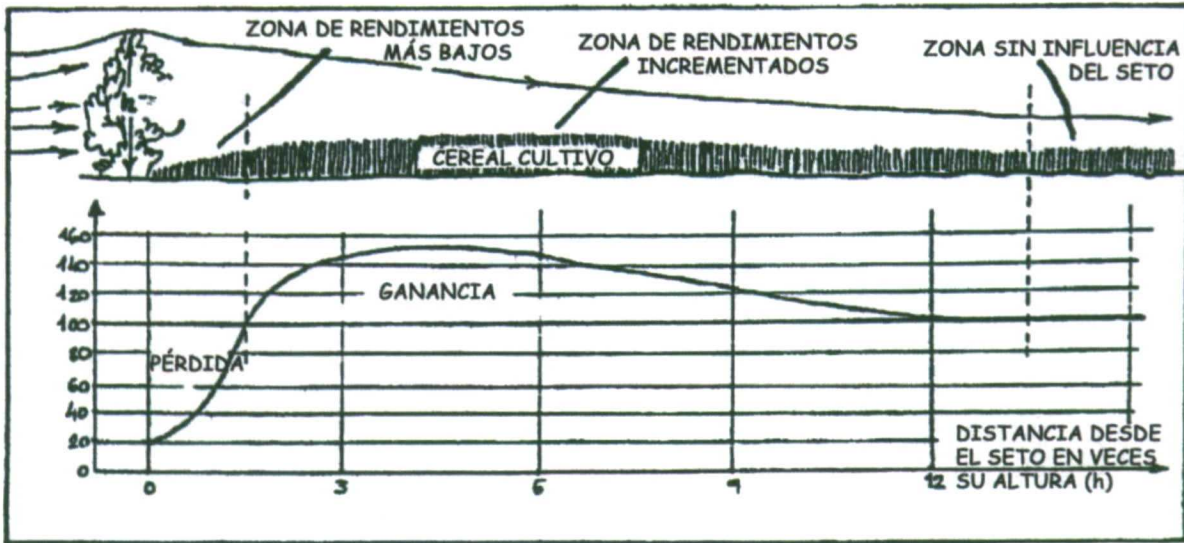 ZONA DE RENDIMIENTOS
MÁS BAJOS
ZONA DE RENDIMIENTOS
INCREMENTADOS
ZONA SIN INFLUENCIA
DEL SETO
h
CEREAL CULTIVO
160
140
120
100
80
60
40
20
0
GANANCIA
PÉRDIDA
0 3 6 9 12
DISTANCIA DESDE
EL SETO EN VECES
SU ALTURA (h)